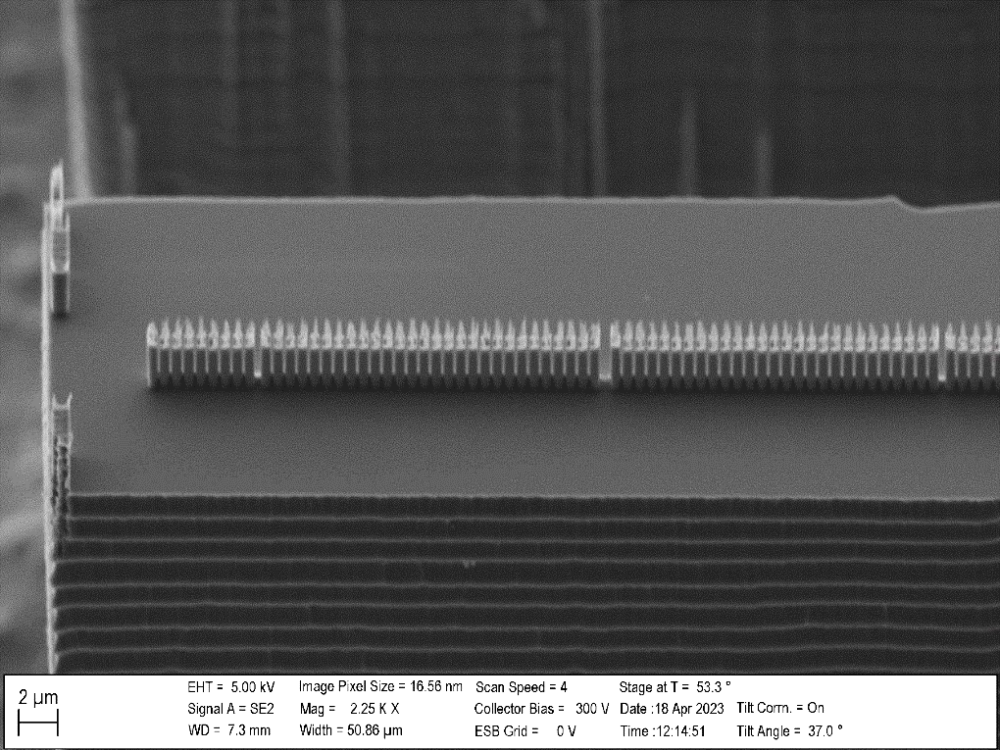 2 µm
EHT = 5.00 kV Image Pixel Size = 16.56 nm Scan Speed = 4 Stage at T = 53.3 °
Signal A = SE2 Mag = 2.25 K X Collector Bias = 300 V Date :18 Apr 2023 Tilt Corrn. = On
WD = 7.3 mm Width = 50.86 µm ESB Grid = 0 V Time :12:14:51 Tilt Angle = 37.0 °